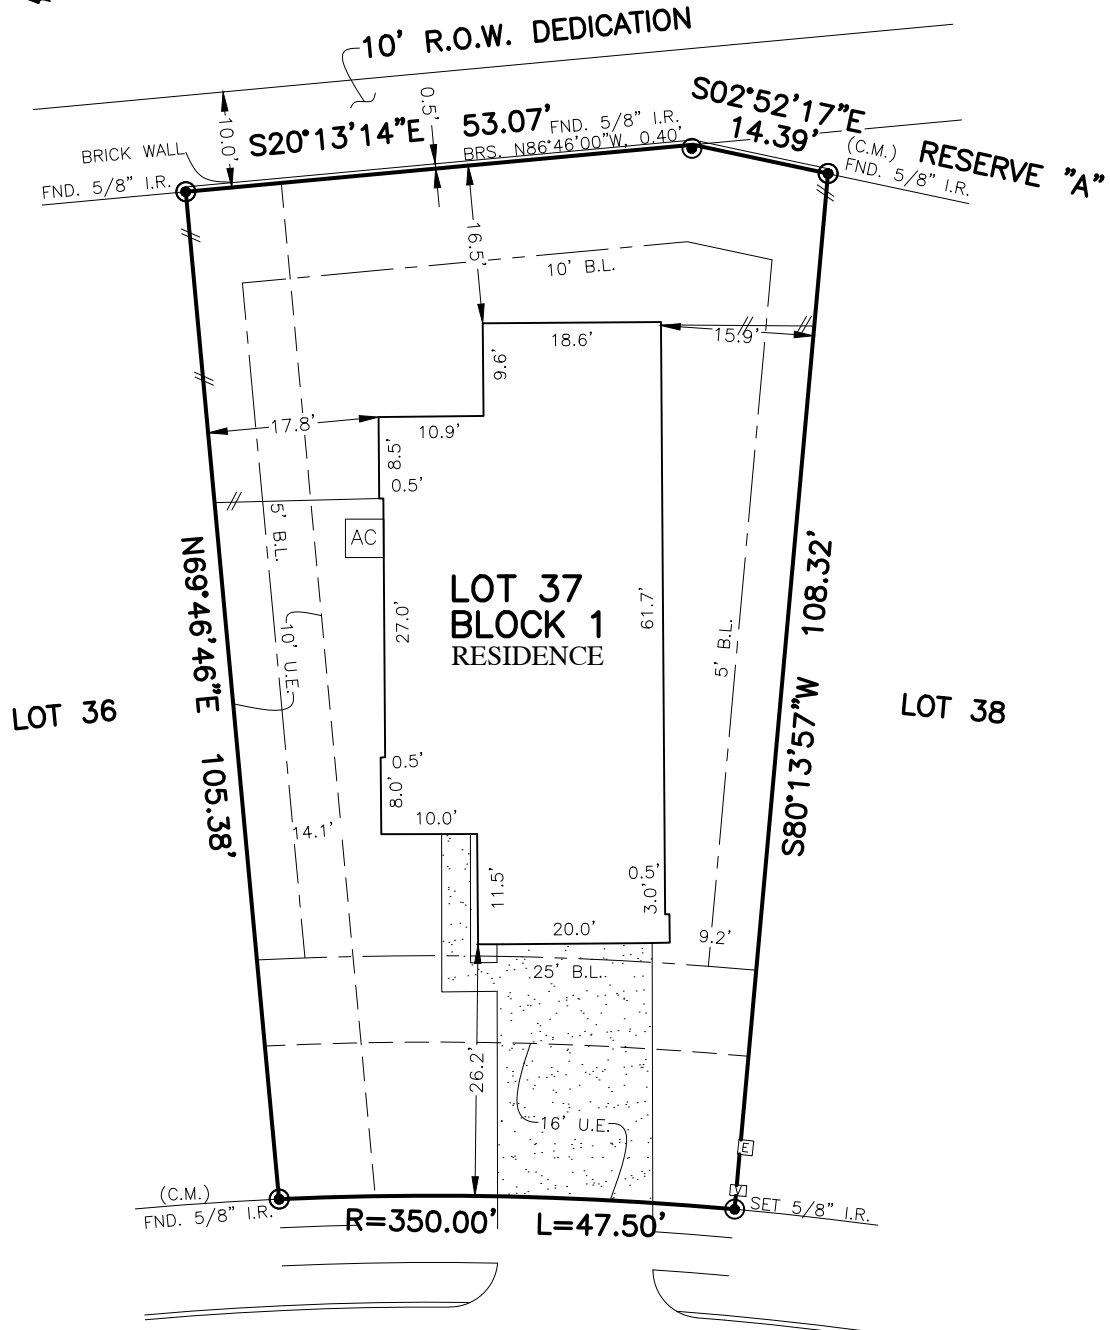 10' R.O.W. DEDICATION
S02°52'17"E
14.39'
0.5'
10.0'
S20°13'14"E
53.07'
FND. 5/8" I.R.
BRS. N86°46'00"W, 0.40'
(C.M.)
FND. 5/8" I.R.
RESERVE "A"
BRICK WALL
FND. 5/8" I.R.
16.5'
10' B.L.
18.6'
15.9'
9.6'
17.8'
10.9'
8.5'
0.5'
5' B.L.
AC
N69°46'46"E 105.38'
27.0'
LOT 37
BLOCK 1
RESIDENCE
61.7'
S80°13'57"W 108.32'
10' U.E.
5' B.L.
LOT 36
LOT 38
0.5'
8.0'
10.0'
14.1'
11.5'
0.5'
3.0'
20.0'
9.2'
25' B.L.
26.2'
16' U.E.
E
V
(C.M.)
FND. 5/8" I.R.
SET 5/8" I.R.
R=350.00' L=47.50'